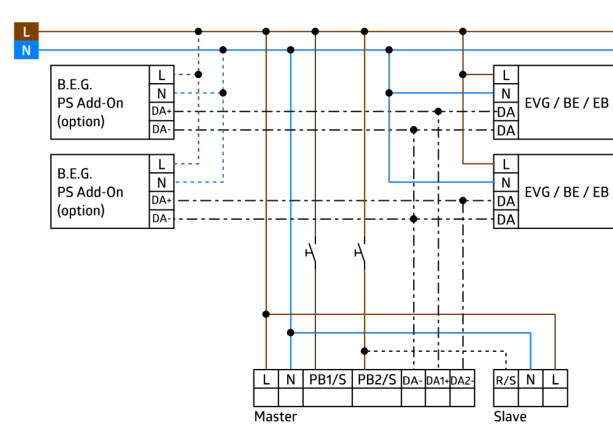 L
N
B.E.G.
PS Add-On
(option)
L
N
DA+
DA-
L
N
DA
DA
EVG / BE / EB
B.E.G.
PS Add-On
(option)
L
N
DA+
DA-
L
N
DA
DA
EVG / BE / EB
L N PB1/S PB2/S DA- DA1+ DA2- R/S N L
Master Slave